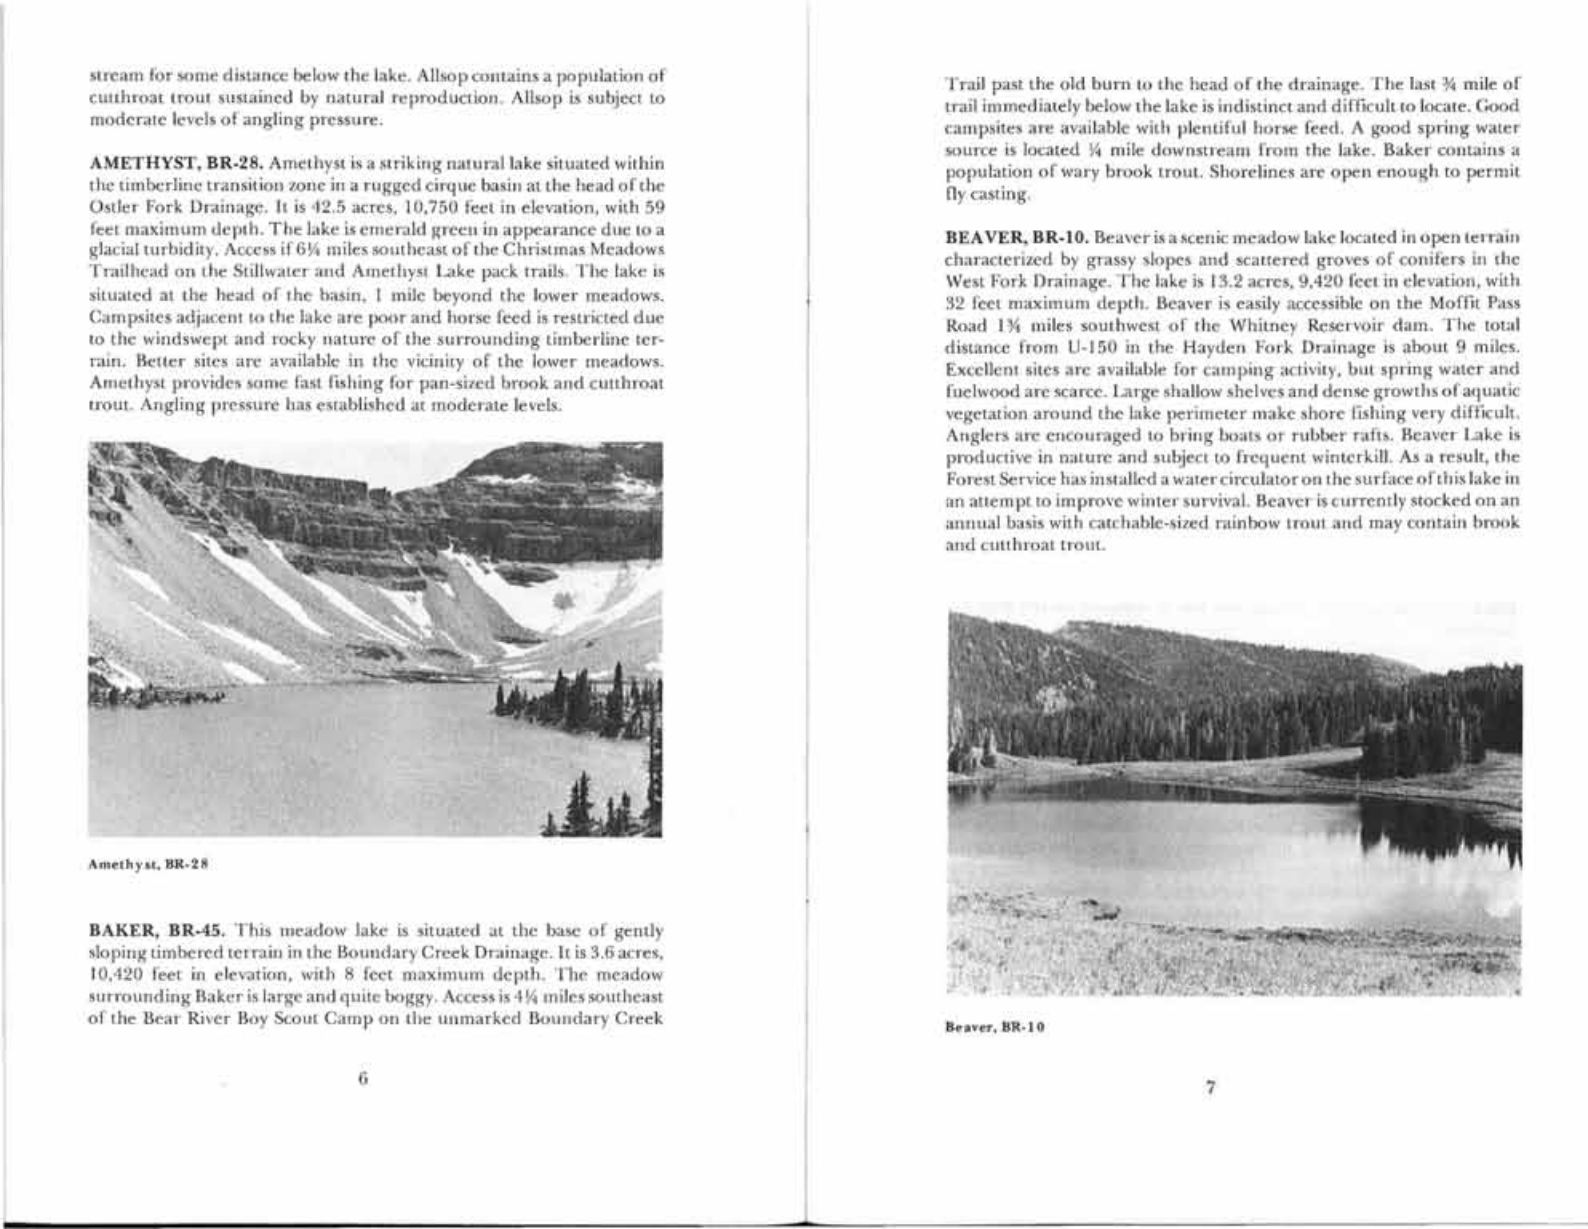 stream for some distance below the lake. Allsop contains a population of
cutthroat trout sustained by natural reproduction. Allsop is subject to
moderate levels of angling pressure.
AMETHYST, BR-28. Amethyst is a striking natural lake situated within
the timberline transition zone in a rugged cirque basin at the head of the
Ostler Fork Drainage. It is 42.5 acres, 10,750 feet in elevation, with 59
feet maximum depth. The lake is emerald green in appearance due to a
glacial turbidity. Access if 6¼ miles southeast of the Christmas Meadows
Trailhead on the Stillwater and Amethyst Lake pack trails. The lake is
situated at the head of the basin, 1 mile beyond the lower meadows.
Campsites adjacent to the lake are poor and horse feed is restricted due
to the windswept and rocky nature of the surrounding timberline ter-
rain. Better sites are available in the vicinity of the lower meadows.
Amethyst provides some fast fishing for pan-sized brook and cutthroat
trout. Angling pressure has established at moderate levels.
Amethyst, BR-28
BAKER, BR-45. This meadow lake is situated at the base of gently
sloping timbered terrain in the Boundary Creek Drainage. It is 3.6 acres,
10,420 feet in elevation, with 8 feet maximum depth. The meadow
surrounding Baker is large and quite boggy. Access is 4¼ miles southeast
of the Bear River Boy Scout Camp on the unmarked Boundary Creek
6
Trail past the old burn to the head of the drainage. The last ¾ mile of
trail immediately below the lake is indistinct and difficult to locate. Good
campsites are available with plentiful horse feed. A good spring water
source is located ¼ mile downstream from the lake. Baker contains a
population of wary brook trout. Shorelines are open enough to permit
fly casting.
BEAVER, BR-10. Beaver is a scenic meadow lake located in open terrain
characterized by grassy slopes and scattered groves of conifers in the
West Fork Drainage. The lake is 13.2 acres, 9,420 feet in elevation, with
32 feet maximum depth. Beaver is easily accessible on the Moffit Pass
Road 1¾ miles southwest of the Whitney Reservoir dam. The total
distance from U-150 in the Hayden Fork Drainage is about 9 miles.
Excellent sites are available for camping activity, but spring water and
fuelwood are scarce. Large shallow shelves and dense growths of aquatic
vegetation around the lake perimeter make shore fishing very difficult.
Anglers are encouraged to bring boats or rubber rafts. Beaver Lake is
productive in nature and subject to frequent winterkill. As a result, the
Forest Service has installed a water circulator on the surface of this lake in
an attempt to improve winter survival. Beaver is currently stocked on an
annual basis with catchable-sized rainbow trout and may contain brook
and cutthroat trout.
Beaver, BR-10
7